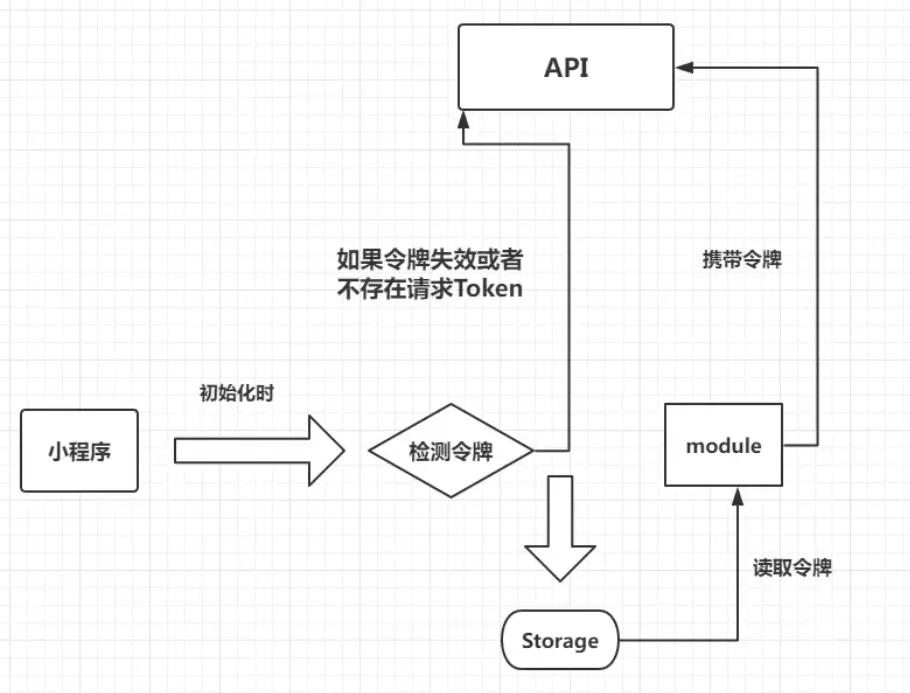 API
如果令牌失效或者
不存在请求Token
携带令牌
初始化时
小程序
检测令牌
module
读取令牌
Storage